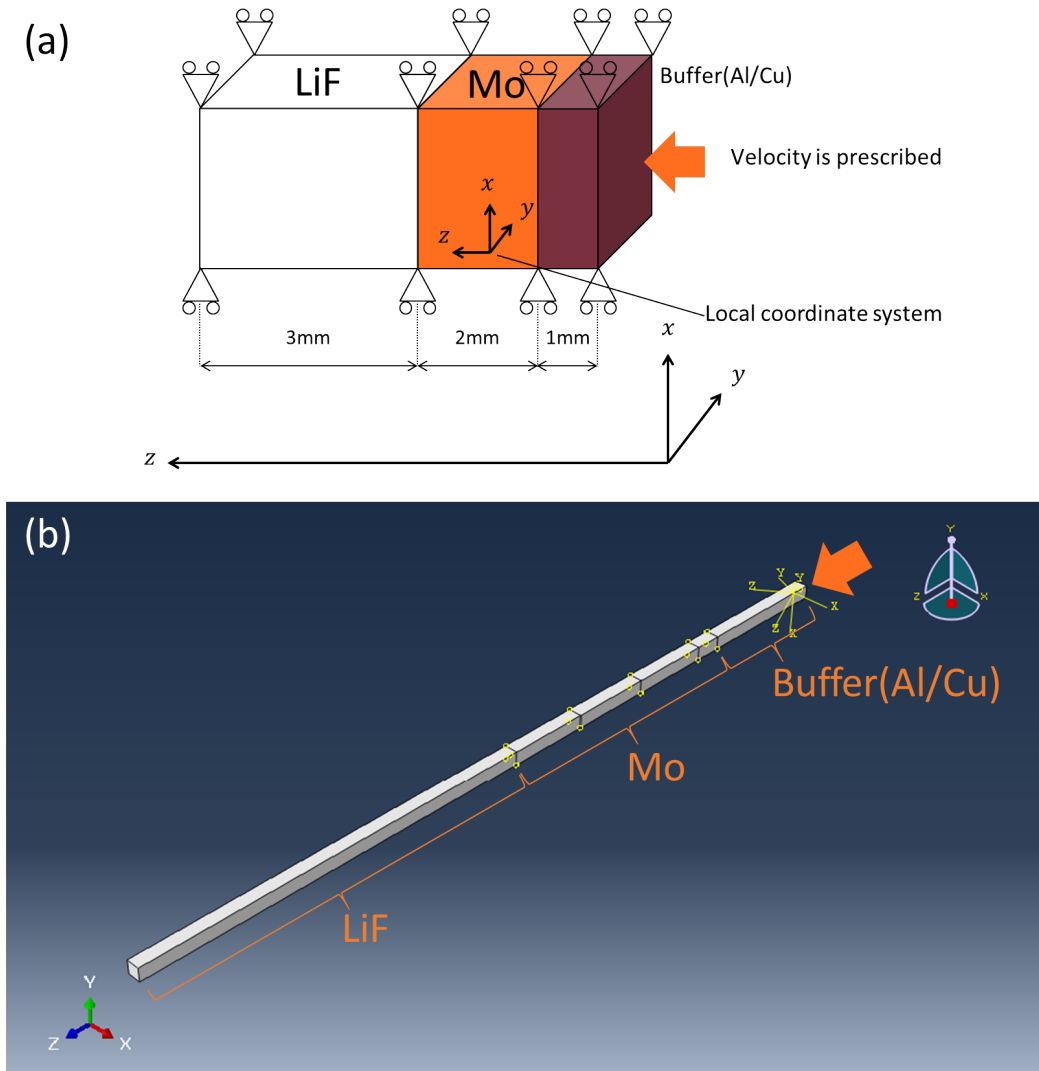 (a)
LiF
Mo
Buffer(Al/Cu)
Velocity is prescribed
x
y
z
Local coordinate system
3mm
2mm
1mm
x
y
z
(b)
Y
Z
X
Y
Y
Z
X
Z
X
Buffer(Al/Cu)
Mo
LiF
Y
Z
X